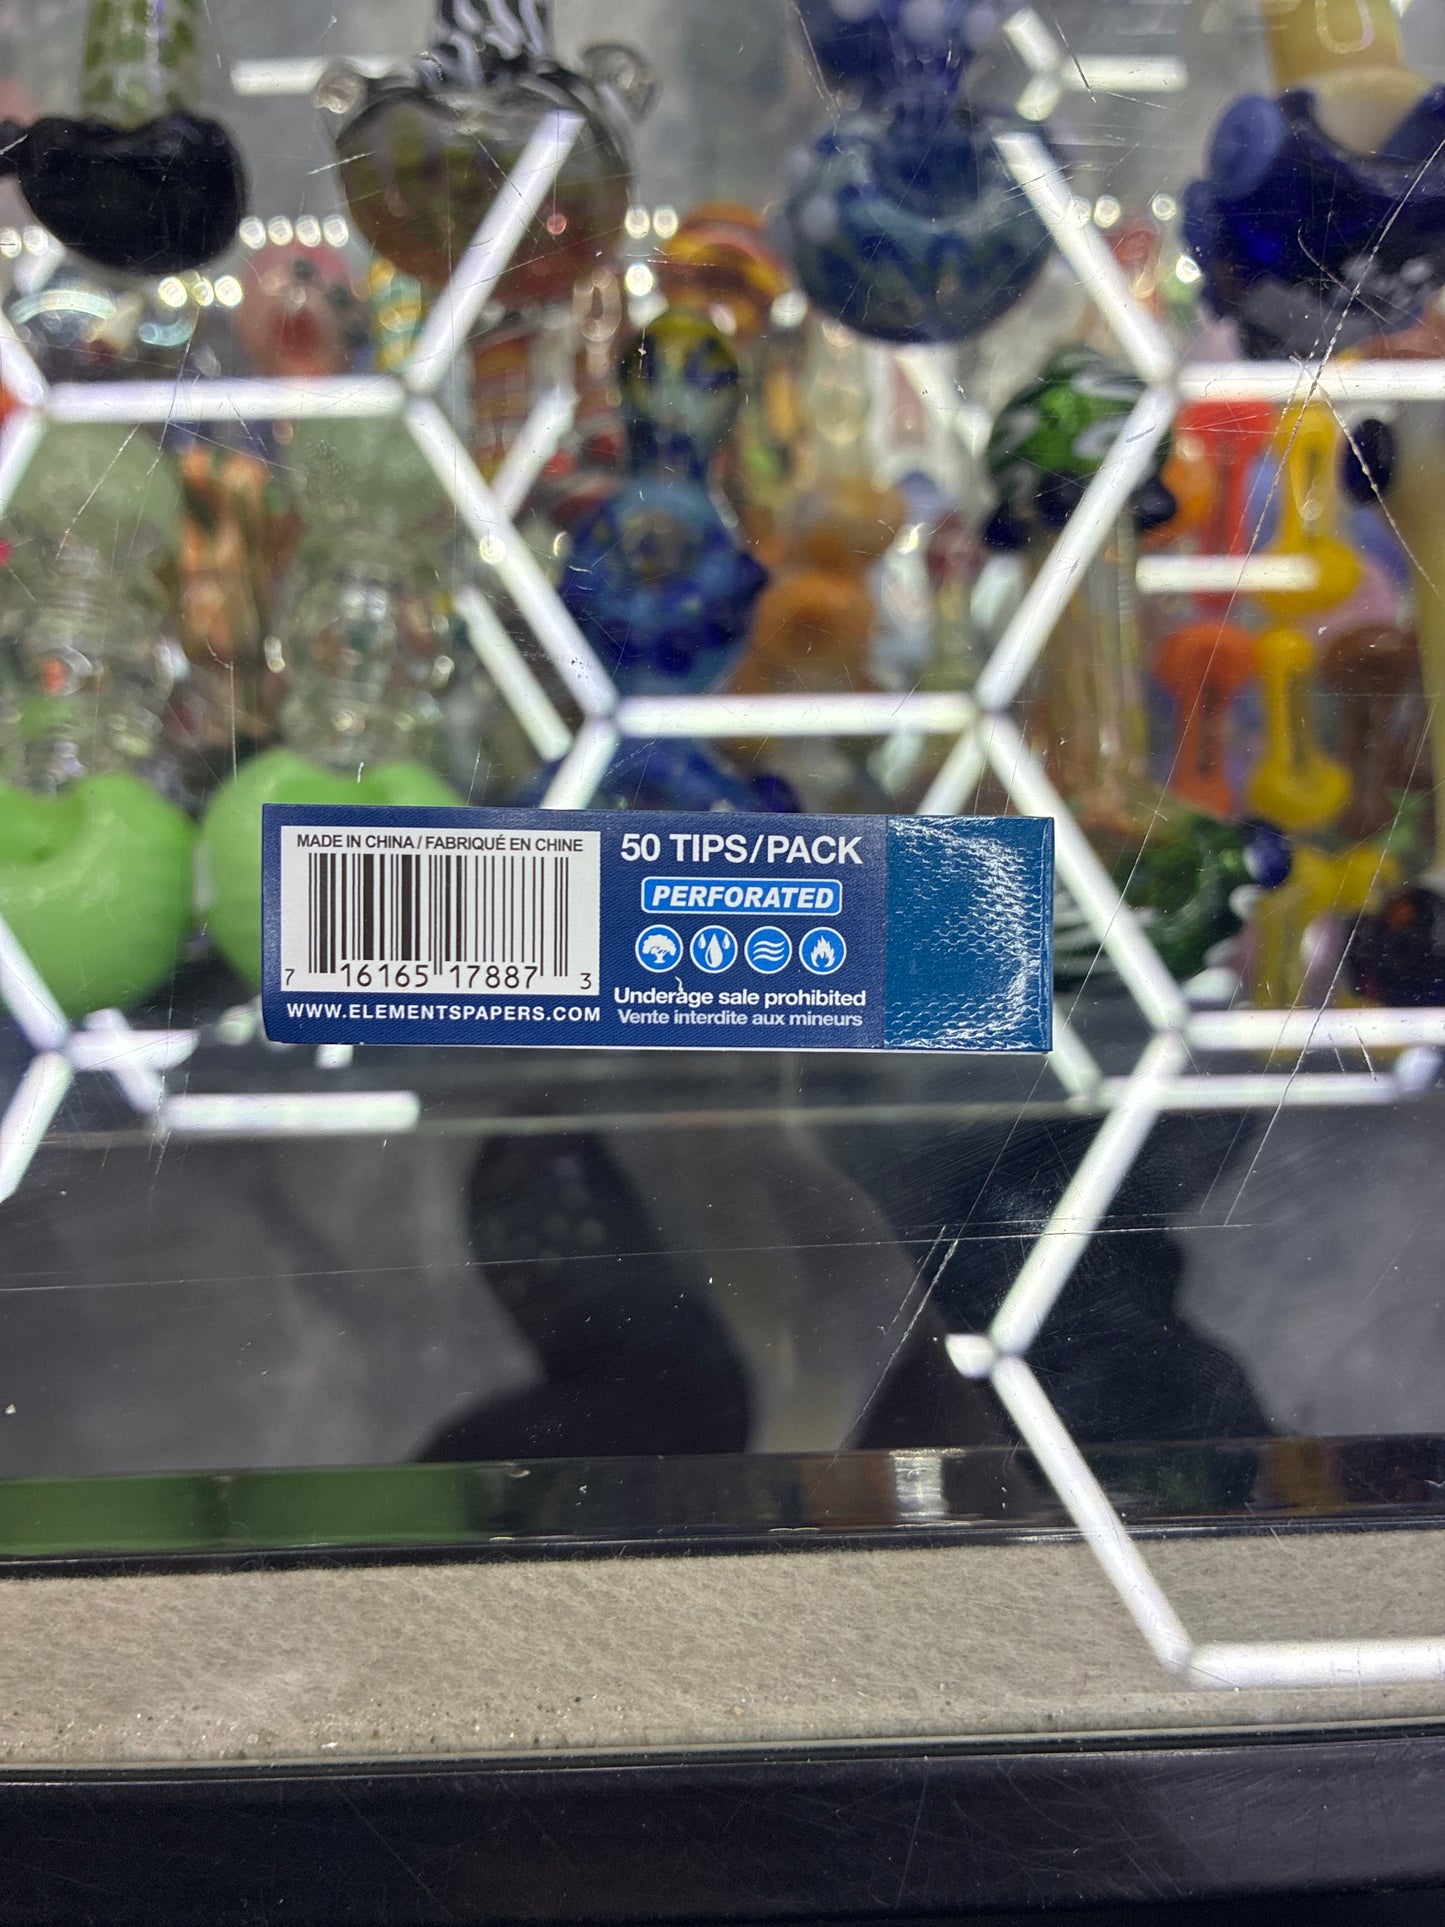 MADE IN CHINA / FABRIQUÉ EN CHINE
7 16165 17887 3
WWW.ELEMENTSPAPERS.COM
50 TIPS/PACK
PERFORATED
Underage sale prohibited
Vente interdite aux mineurs